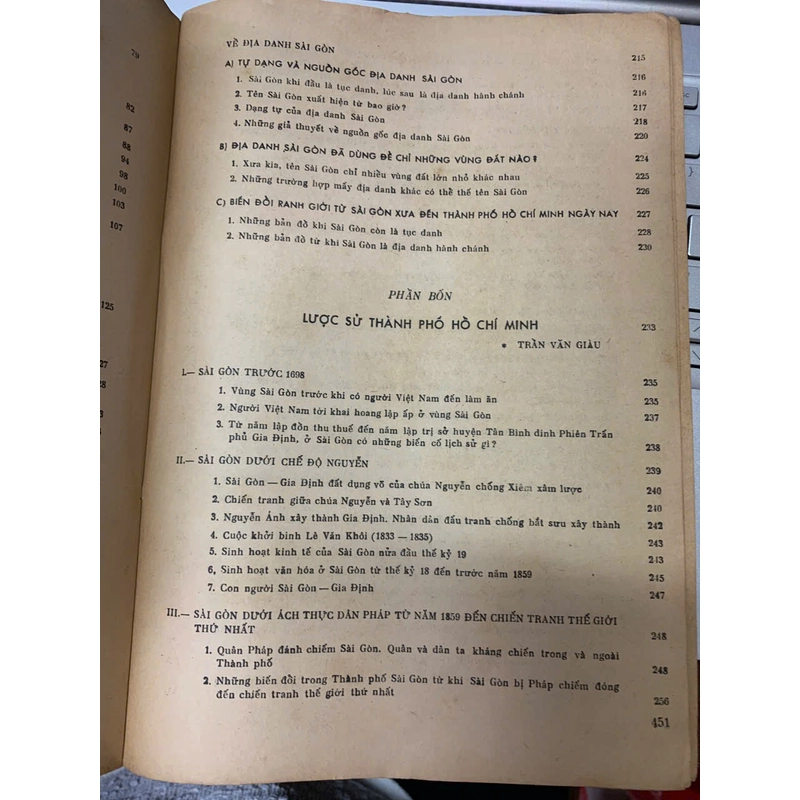 79
82
87
88
94
98
100
103
107
125
27
28
VỀ ĐỊA DANH SÀI GÒN 215
A) TỰ DẠNG VÀ NGUỒN GỐC ĐỊA DANH SÀI GÒN 216
1. Sài Gòn khi đầu là tục danh, lúc sau là địa danh hành chánh 216
2. Tên Sài Gòn xuất hiện từ bao giờ? 217
3. Dạng tự của địa danh Sài Gòn 218
4. Những giả thuyết về nguồn gốc địa danh Sài Gòn 220
B) ĐỊA DANH SÀI GÒN ĐÃ DÙNG ĐỂ CHỈ NHỮNG VÙNG ĐẤT NÀO? 224
1. Xưa kia, tên Sài Gòn chỉ nhiều vùng đất lớn nhỏ khác nhau 225
2. Những trường hợp mấy địa danh khác có thể thế tên Sài Gòn 226
C) BIẾN ĐỔI RANH GIỚI TỪ SÀI GÒN XƯA ĐẾN THÀNH PHỐ HỒ CHÍ MINH NGÀY NAY 227
1. Những bản đồ khi Sài Gòn còn là tục danh 228
2. Những bản đồ từ khi Sài Gòn là địa danh hành chánh 230
PHẦN BỐN
LƯỢC SỬ THÀNH PHỐ HỒ CHÍ MINH 233
* TRẦN VĂN GIÀU
I.— SÀI GÒN TRƯỚC 1698 235
1. Vùng Sài Gòn trước khi có người Việt Nam đến làm ăn 235
2. Người Việt Nam tới khai hoang lập ấp ở vùng Sài Gòn 237
3. Từ năm lập đồn thu thuế đến năm lập trị sở huyện Tân Bình dinh Phiên Trấn
phủ Gia Định, ở Sài Gòn có những biến cố lịch sử gì? 238
II.— SÀI GÒN DƯỚI CHẾ ĐỘ NGUYỄN 239
1. Sài Gòn — Gia Định đất dụng võ của chúa Nguyễn chống Xiêm xâm lược 240
2. Chiến tranh giữa chúa Nguyễn và Tây Sơn 240
3. Nguyễn Ánh xây thành Gia Định. Nhân dân đấu tranh chống bắt sưu xây thành 242
4. Cuộc khởi binh Lê Văn Khôi (1833 — 1835) 243
5. Sinh hoạt kinh tế của Sài Gòn nửa đầu thế kỷ 19 243
6. Sinh hoạt văn hóa ở Sài Gòn từ thế kỷ 18 đến trước năm 1859 245
7. Con người Sài Gòn — Gia Định 247
III.— SÀI GÒN DƯỚI ÁCH THỰC DÂN PHÁP TỪ NĂM 1859 ĐẾN CHIẾN TRANH THẾ GIỚI
THỨ NHẤT 248
1. Quân Pháp đánh chiếm Sài Gòn. Quân và dân ta kháng chiến trong và ngoài
Thành phố 248
2. Những biến đổi trong Thành phố Sài Gòn từ khi Sài Gòn bị Pháp chiếm đóng
đến chiến tranh thế giới thứ nhất 256
451